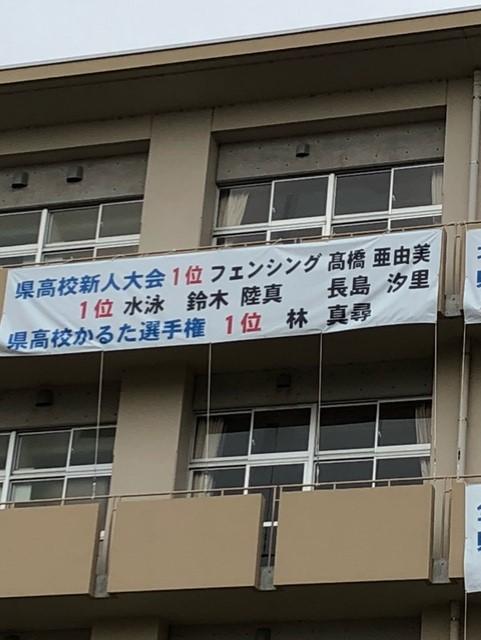 県高校新人大会 1位 フェンシング 髙橋 亜由美
1位 水泳 鈴木 陸真 長島 汐里
県高校かるた選手権 1位 林 真尋